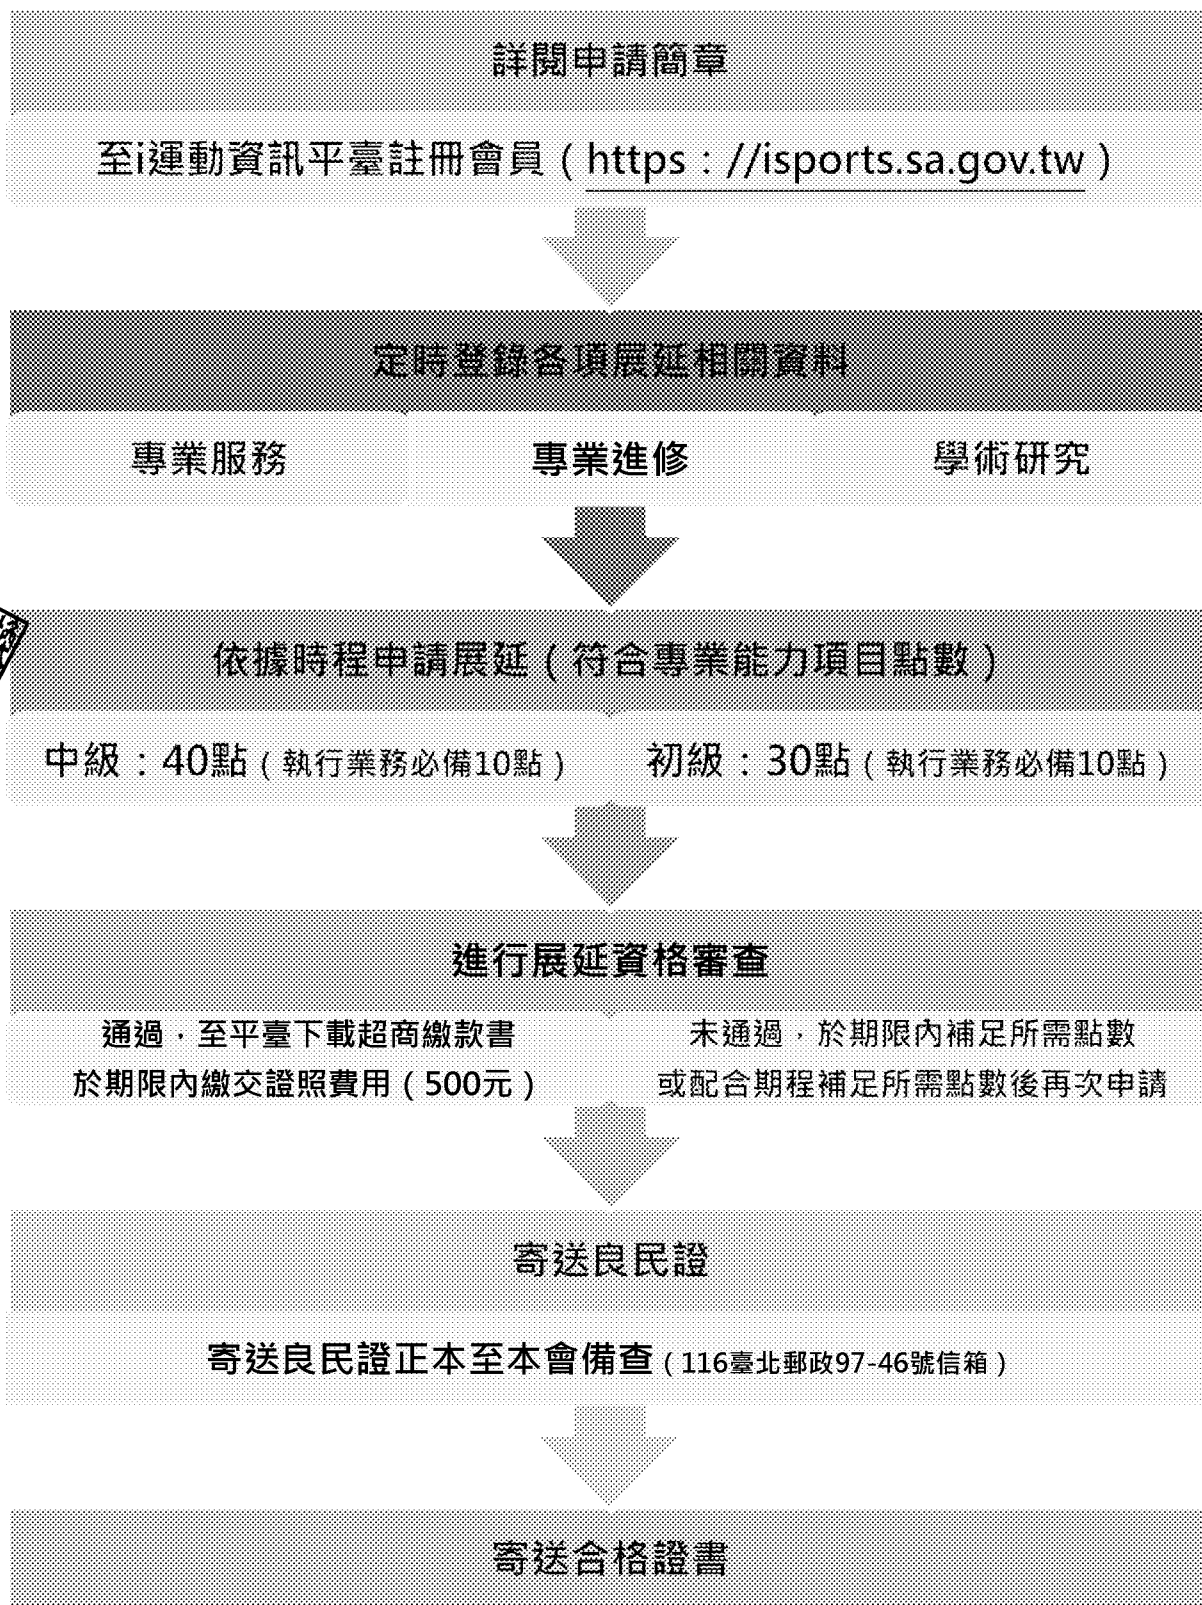 詳閱申請簡章
至i運動資訊平臺註冊會員（https：//isports.sa.gov.tw）
定時登錄各項展延相關資料
專業服務
專業進修
學術研究
依據時程申請展延（符合專業能力項目點數）
中級：40點（執行業務必備10點）
初級：30點（執行業務必備10點）
進行展延資格審查
通過，至平臺下載超商繳款書
於期限內繳交證照費用（500元）
未通過，於期限內補足所需點數
或配合期程補足所需點數後再次申請
寄送良民證
寄送良民證正本至本會備查（116臺北郵政97-46號信箱）
寄送合格證書